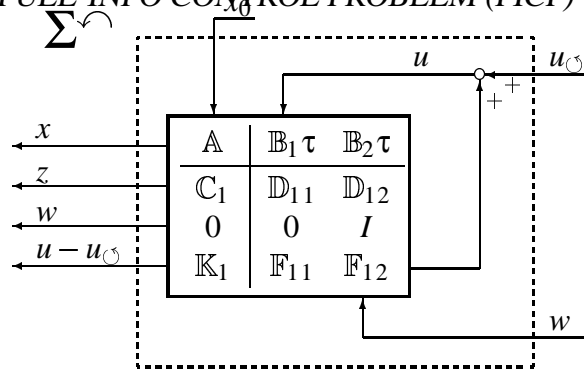 FULL INFO CONTROL PROBLEM (FICP)
Σ↶
x₀
u
u↺
+ +
x
z
w
u − u↺
𝔸 𝔹₁τ 𝔹₂τ
ℂ₁ 𝔻₁₁ 𝔻₁₂
0 0 I
𝕂₁ 𝔽₁₁ 𝔽₁₂
w